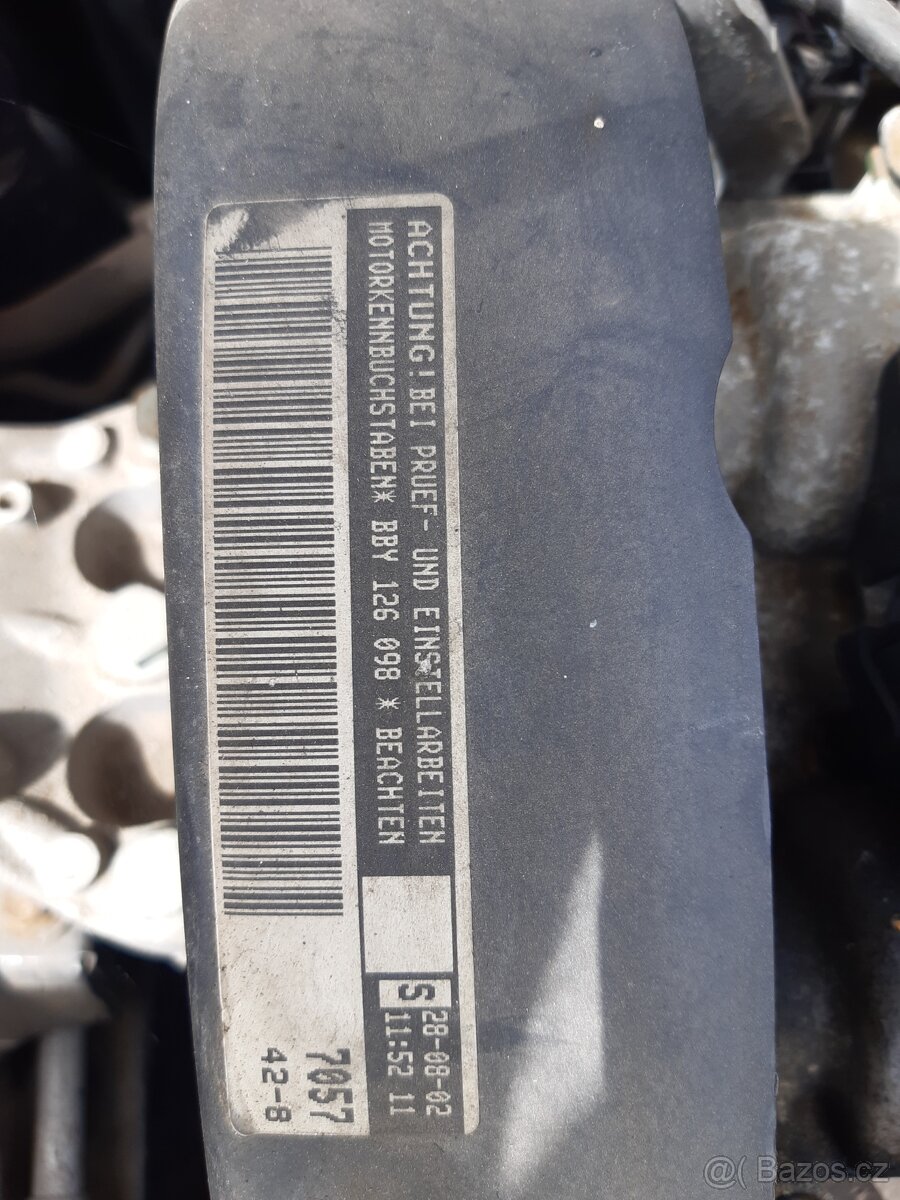 ACHTUNG! BEI PRUEF- UND EINSTELLARBEITEN
MOTORKENNBUCHSTABEN* BBY 126 098 * BEACHTEN
S 28-08-02
11:52 11
7057
42-8
@( Bazos.cz